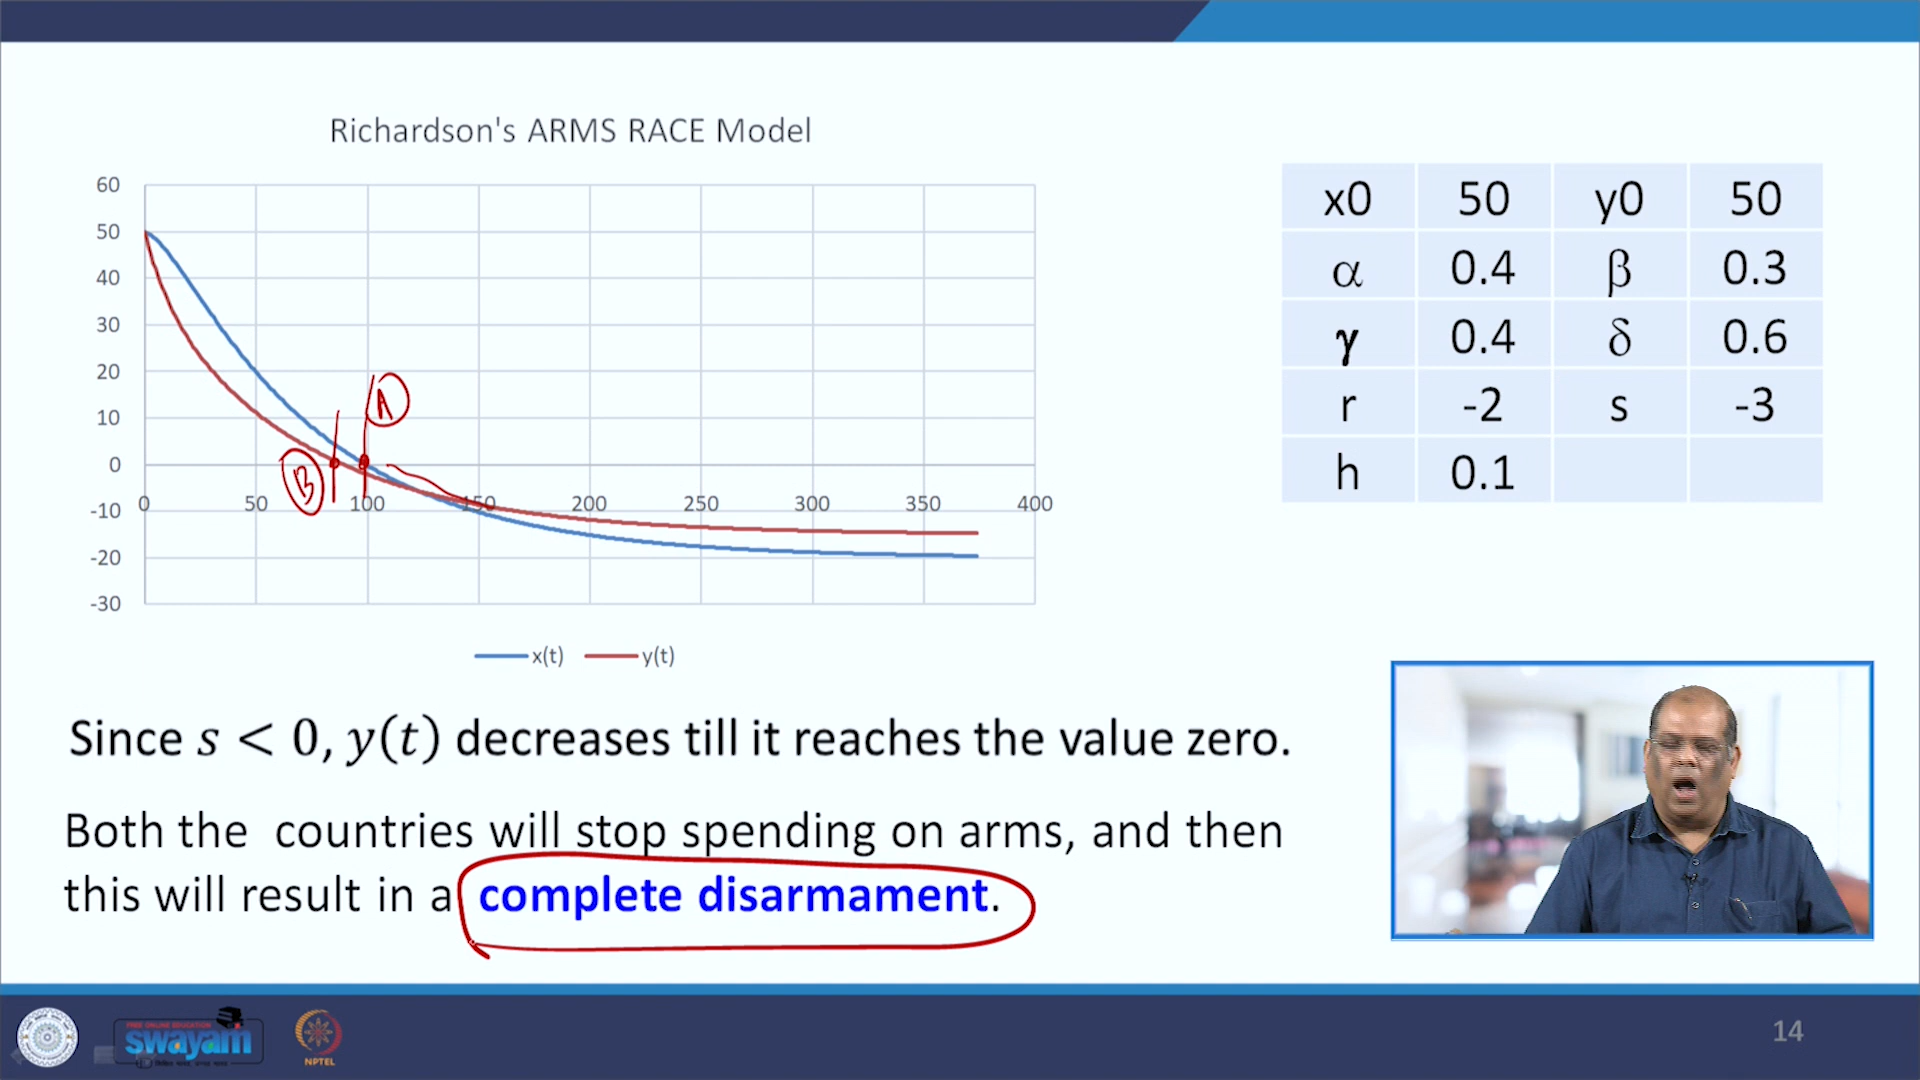 Richardson's ARMS RACE Model
60
50
40
30
20
10
0
-10
-20
-30
0 50 100 150 200 250 300 350 400
A
B
x(t) y(t)
x0 50 y0 50
α 0.4 β 0.3
γ 0.4 δ 0.6
r -2 s -3
h 0.1
Since s < 0, y(t) decreases till it reaches the value zero.
Both the countries will stop spending on arms, and then
this will result in a complete disarmament.
FREE ONLINE EDUCATION
swayam
NPTEL
14